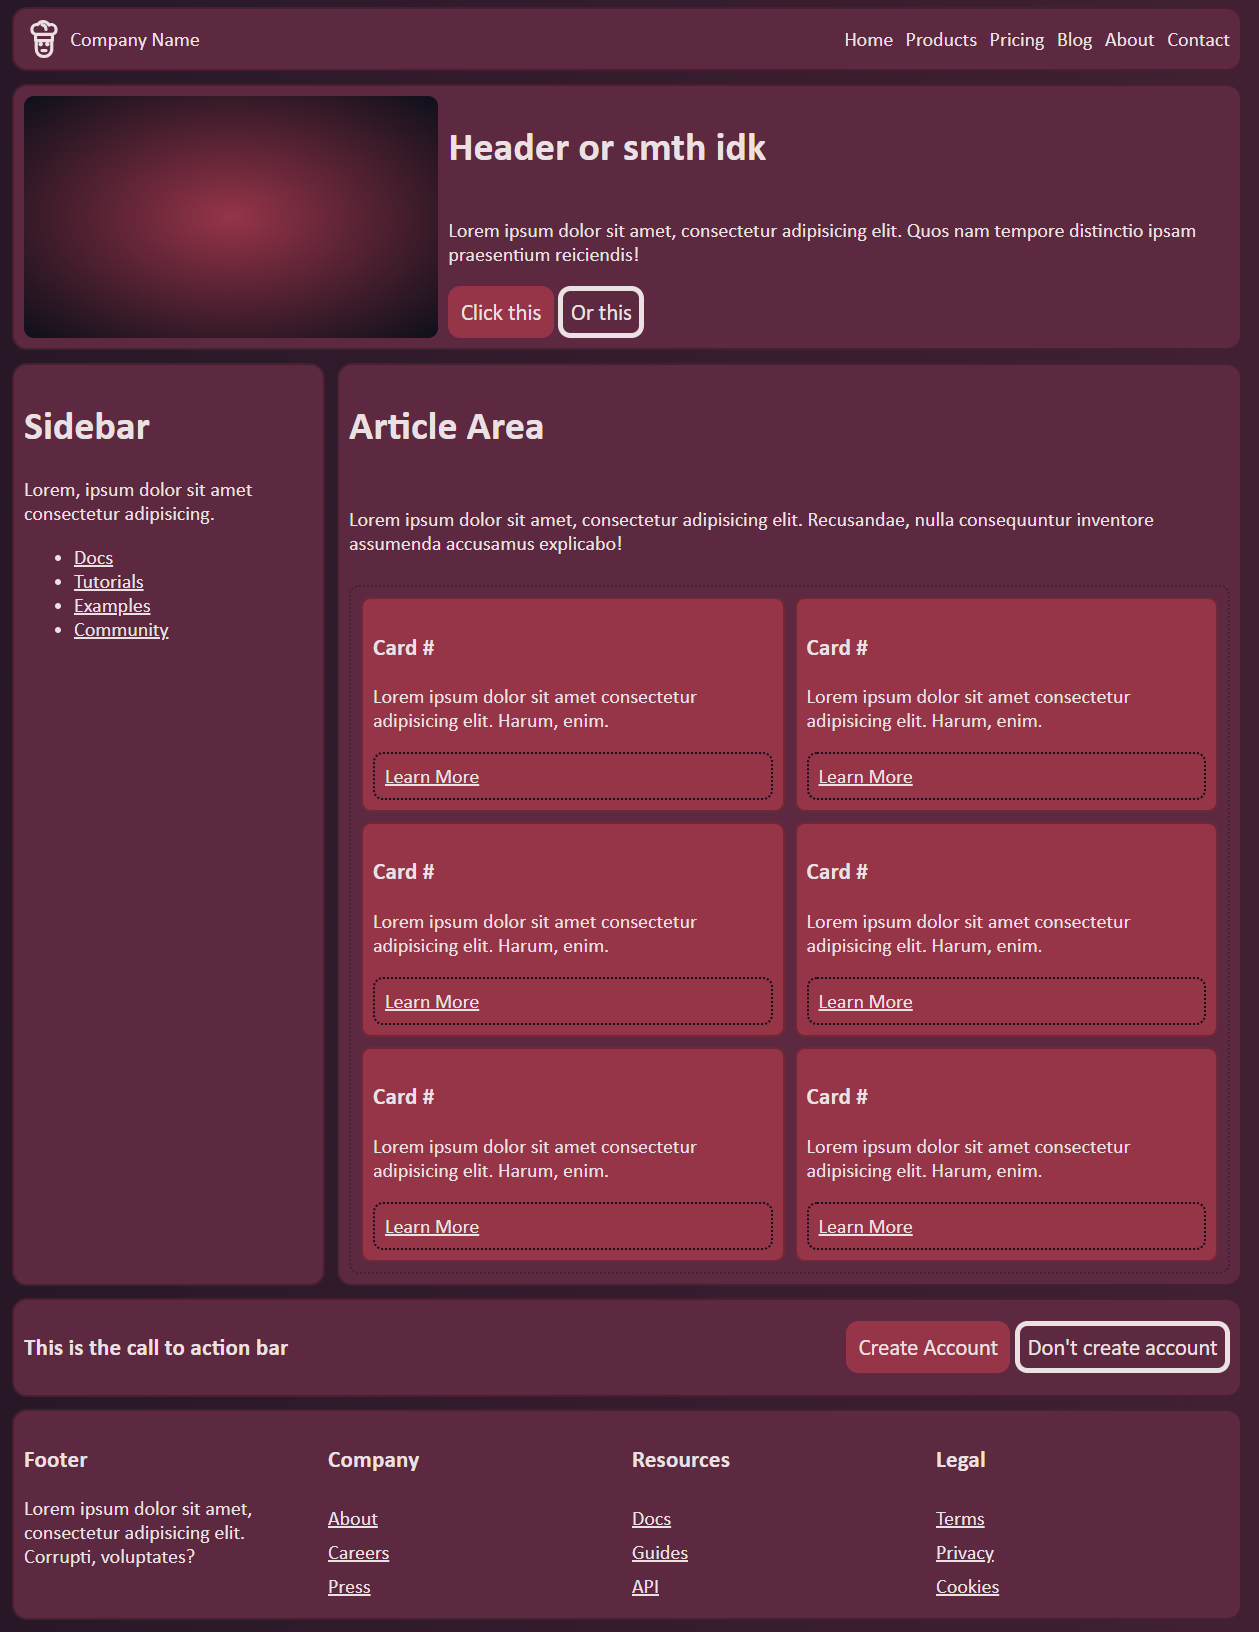 Company Name
Home Products Pricing Blog About Contact
Header or smth idk
Lorem ipsum dolor sit amet, consectetur adipisicing elit. Quos nam tempore distinctio ipsam
praesentium reiciendis!
Click this
Or this
Sidebar
Lorem, ipsum dolor sit amet
consectetur adipisicing.
• Docs
• Tutorials
• Examples
• Community
Article Area
Lorem ipsum dolor sit amet, consectetur adipisicing elit. Recusandae, nulla consequuntur inventore
assumenda accusamus explicabo!
Card #
Lorem ipsum dolor sit amet consectetur
adipisicing elit. Harum, enim.
Learn More
Card #
Lorem ipsum dolor sit amet consectetur
adipisicing elit. Harum, enim.
Learn More
Card #
Lorem ipsum dolor sit amet consectetur
adipisicing elit. Harum, enim.
Learn More
Card #
Lorem ipsum dolor sit amet consectetur
adipisicing elit. Harum, enim.
Learn More
Card #
Lorem ipsum dolor sit amet consectetur
adipisicing elit. Harum, enim.
Learn More
Card #
Lorem ipsum dolor sit amet consectetur
adipisicing elit. Harum, enim.
Learn More
This is the call to action bar
Create Account
Don't create account
Footer
Lorem ipsum dolor sit amet,
consectetur adipisicing elit.
Corrupti, voluptates?
Company
About
Careers
Press
Resources
Docs
Guides
API
Legal
Terms
Privacy
Cookies